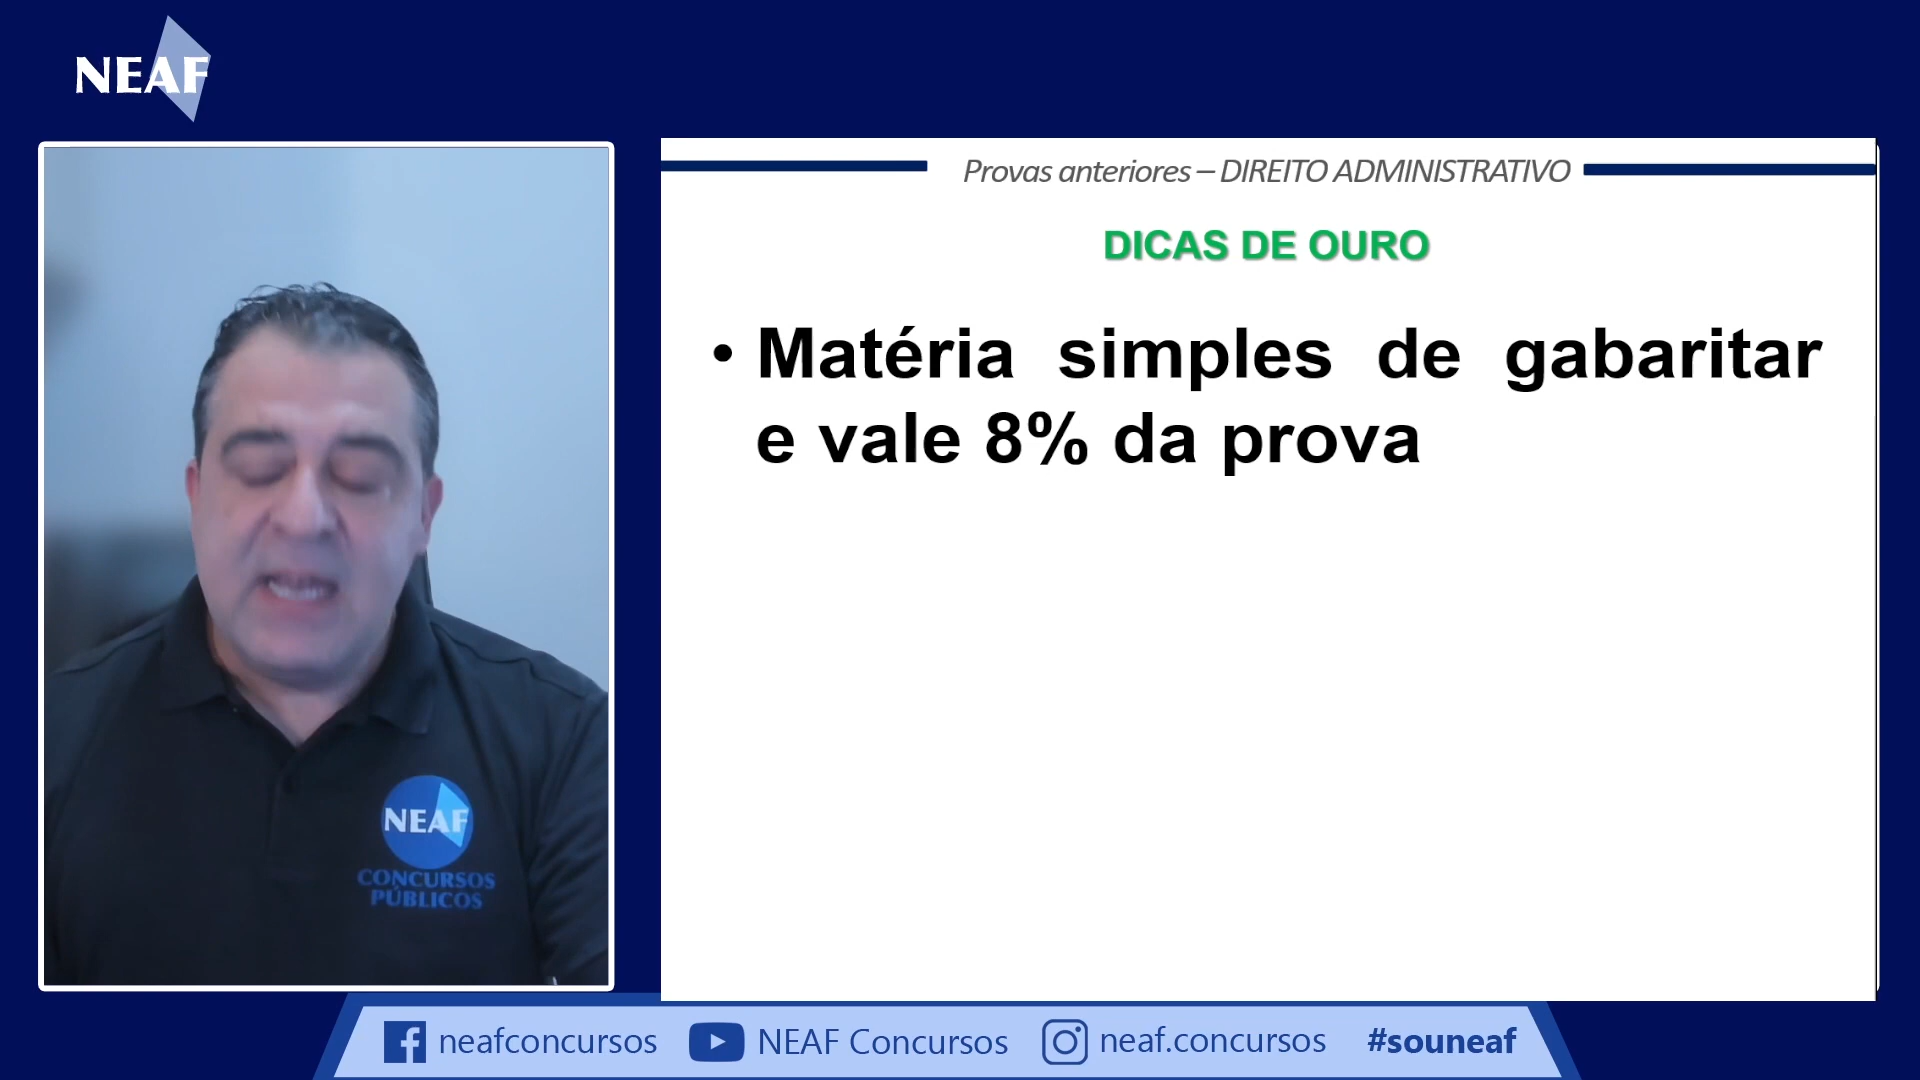 NEAF
Provas anteriores – DIREITO ADMINISTRATIVO
DICAS DE OURO
• Matéria simples de gabaritar
e vale 8% da prova
NEAF
CONCURSOS
PÚBLICOS
neafconcursos NEAF Concursos neaf.concursos #souneaf